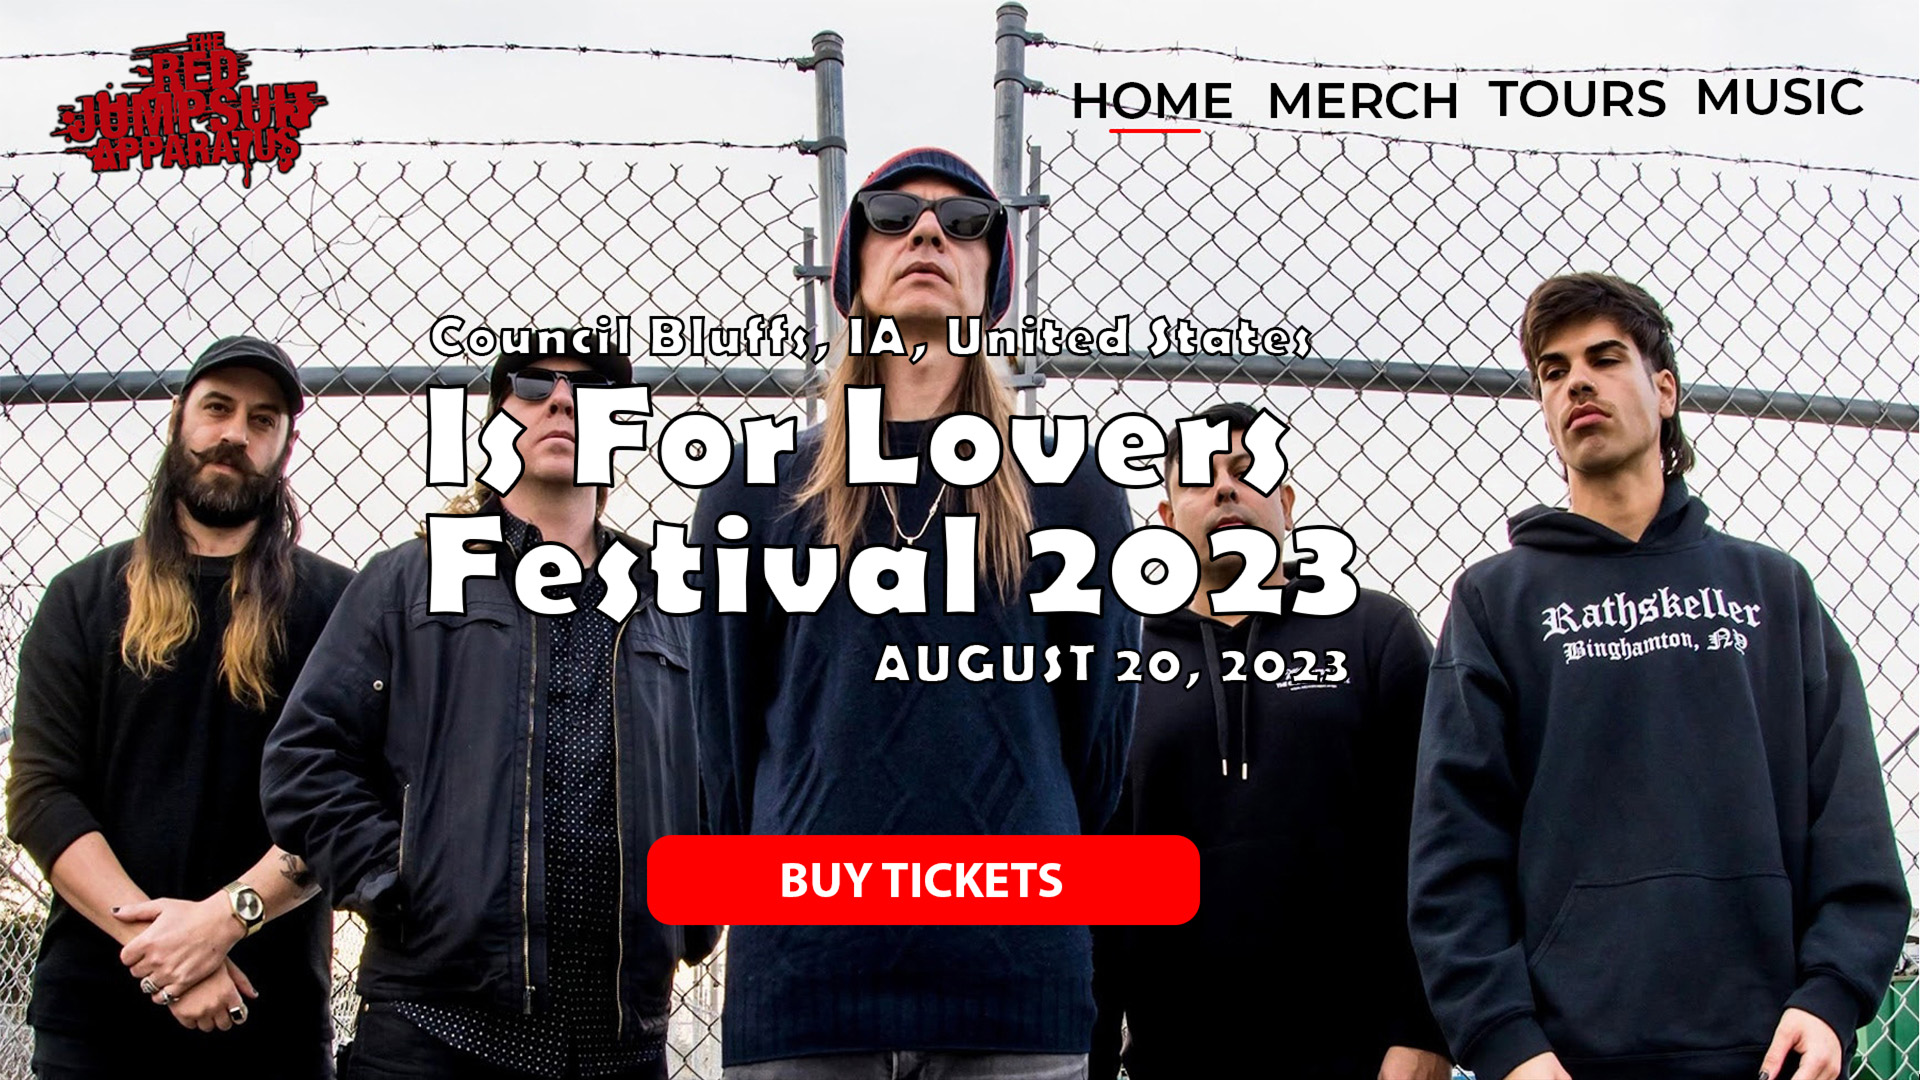 THE
RED
JUMPSUIT
APPARATUS
HOME MERCH TOURS MUSIC
Council Bluffs, IA, United States
Is For Lovers
Festival 2023
AUGUST 20, 2023
Rathskeller
Binghamton, NY
BUY TICKETS